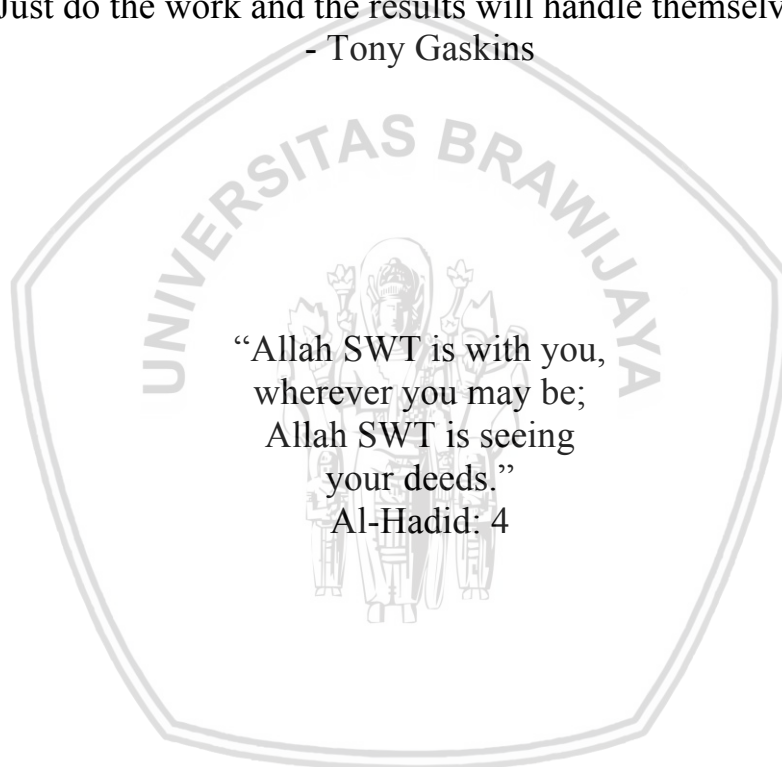 Just do the work and the results will handle themselv
- Tony Gaskins
UNIVERSITAS BRAWIJAYA
“Allah SWT is with you,
wherever you may be;
Allah SWT is seeing
your deeds.”
Al-Hadid: 4